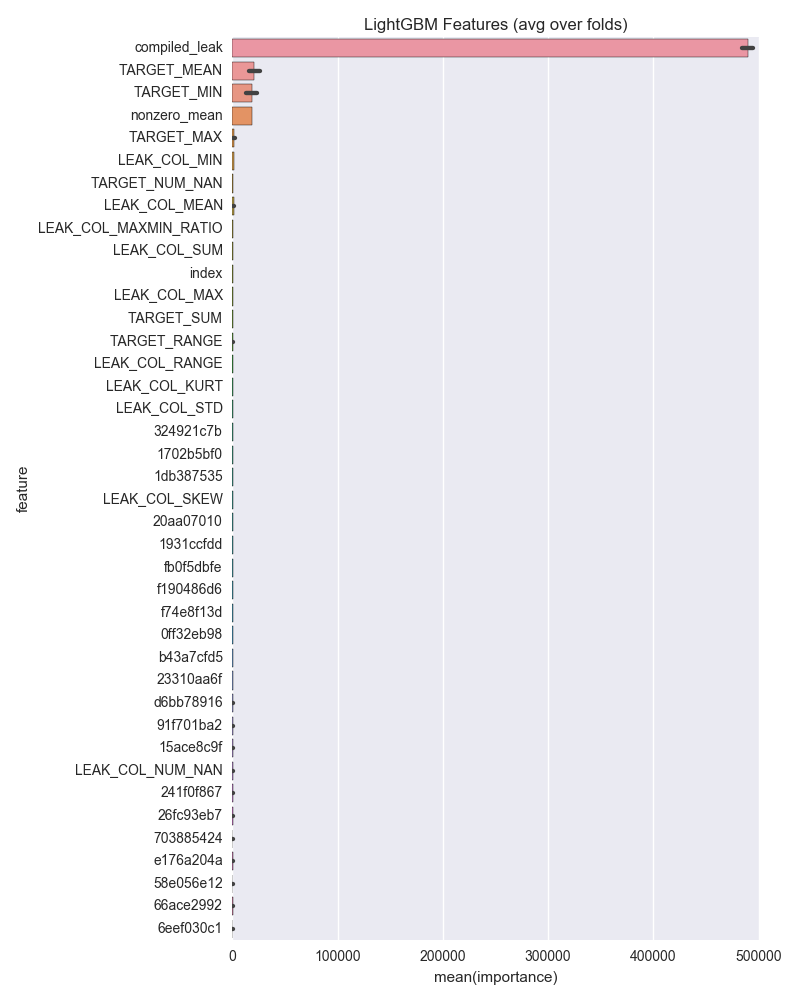 LightGBM Features (avg over folds)
compiled_leak
TARGET_MEAN
TARGET_MIN
nonzero_mean
TARGET_MAX
LEAK_COL_MIN
TARGET_NUM_NAN
LEAK_COL_MEAN
LEAK_COL_MAXMIN_RATIO
LEAK_COL_SUM
index
LEAK_COL_MAX
TARGET_SUM
TARGET_RANGE
LEAK_COL_RANGE
LEAK_COL_KURT
LEAK_COL_STD
324921c7b
1702b5bf0
1db387535
LEAK_COL_SKEW
20aa07010
1931ccfdd
fb0f5dbfe
f190486d6
f74e8f13d
0ff32eb98
b43a7cfd5
23310aa6f
d6bb78916
91f701ba2
15ace8c9f
LEAK_COL_NUM_NAN
241f0f867
26fc93eb7
703885424
e176a204a
58e056e12
66ace2992
6eef030c1
feature
0 100000 200000 300000 400000 500000
mean(importance)